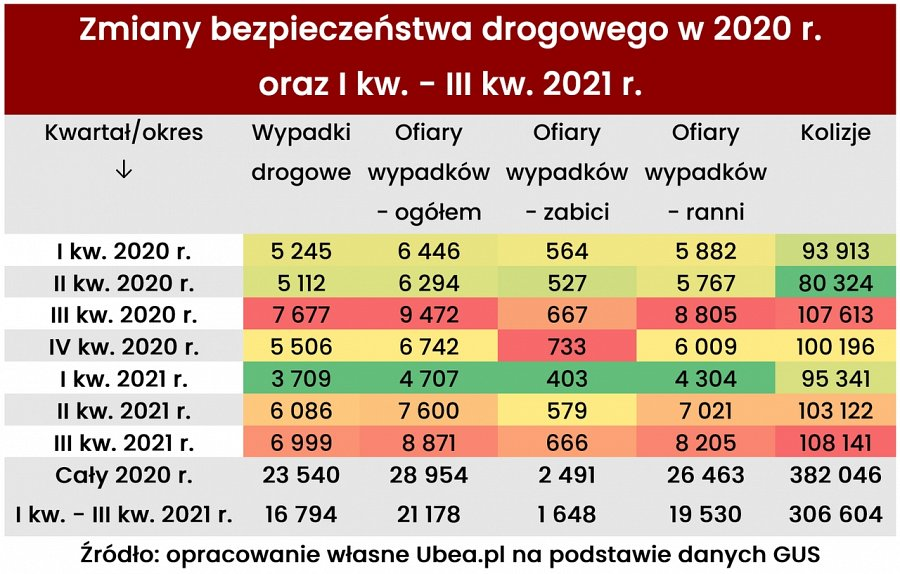 Zmiany bezpieczeństwa drogowego w 2020 r.
oraz I kw. - III kw. 2021 r.
Kwartał/okres Wypadki Ofiary Ofiary Ofiary Kolizje
↓ drogowe wypadków wypadków wypadków
- ogółem - zabici - ranni
I kw. 2020 r. 5 245 6 446 564 5 882 93 913
II kw. 2020 r. 5 112 6 294 527 5 767 80 324
III kw. 2020 r. 7 677 9 472 667 8 805 107 613
IV kw. 2020 r. 5 506 6 742 733 6 009 100 196
I kw. 2021 r. 3 709 4 707 403 4 304 95 341
II kw. 2021 r. 6 086 7 600 579 7 021 103 122
III kw. 2021 r. 6 999 8 871 666 8 205 108 141
Cały 2020 r. 23 540 28 954 2 491 26 463 382 046
I kw. - III kw. 2021 r. 16 794 21 178 1 648 19 530 306 604
Źródło: opracowanie własne Ubea.pl na podstawie danych GUS